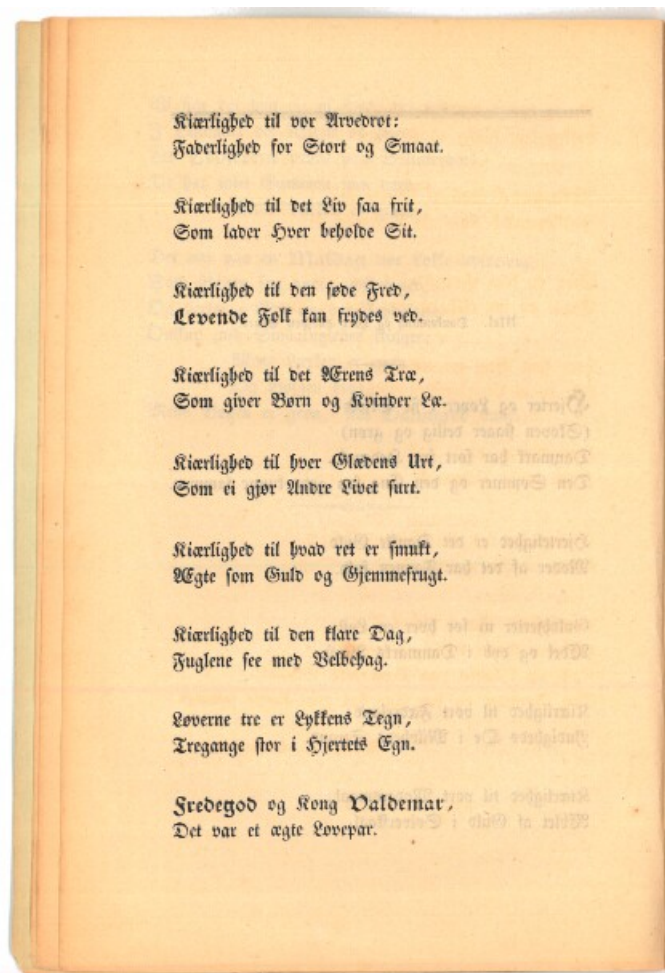 Kiærlighed til vor Arvedrot:
Faderlighed for Stort og Smaat.
Kiærlighed til det Liv saa frit,
Som lader Hver beholde Sit.
Kiærlighed til den søde Fred,
Levende Folk kan frydes ved.
Kiærlighed til det Ærens Træ,
Som giver Børn og Kvinder Læ.
Kiærlighed til hver Glædens Urt,
Som ei gjør Andre Livet surt.
Kiærlighed til hvad ret er smukt,
Ægte som Guld og Gjemmefrugt.
Kiærlighed til den klare Dag,
Fuglene see med Velbehag.
Løverne tre er Lykkens Tegn,
Tregange stor i Hjertets Egn.
Fredegod og Kong Valdemar,
Det var et ægte Løvepar.